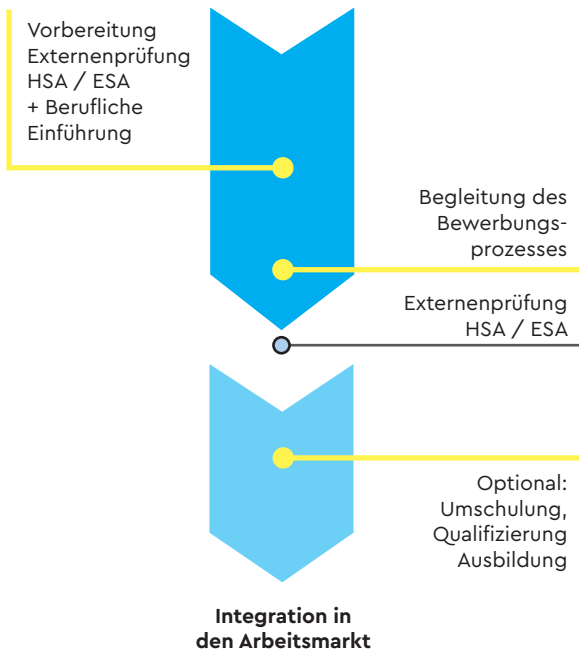 Vorbereitung
Externenprüfung
HSA / ESA
+ Berufliche
Einführung
Begleitung des
Bewerbungs-
prozesses
Externenprüfung
HSA / ESA
Optional:
Umschulung,
Qualifizierung
Ausbildung
Integration in
den Arbeitsmarkt